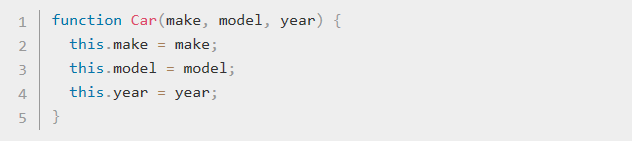 1 function Car(make, model, year) {
2   this.make = make;
3   this.model = model;
4   this.year = year;
5 }